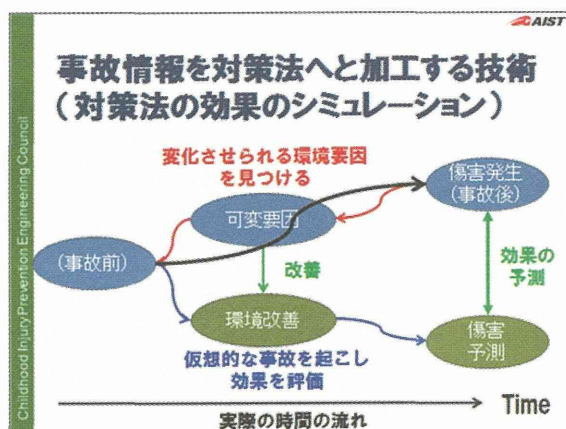 AIST
事故情報を対策法へと加工する技術
(対策法の効果のシミュレーション)
Childhood Injury Prevention Engineering Council
変化させられる環境要因
を見つける
傷害発生
(事故後)
可変要因
(事故前)
改善
効果の
予測
環境改善
傷害
予測
仮想的な事故を起こし
効果を評価
Time
実際の時間の流れ